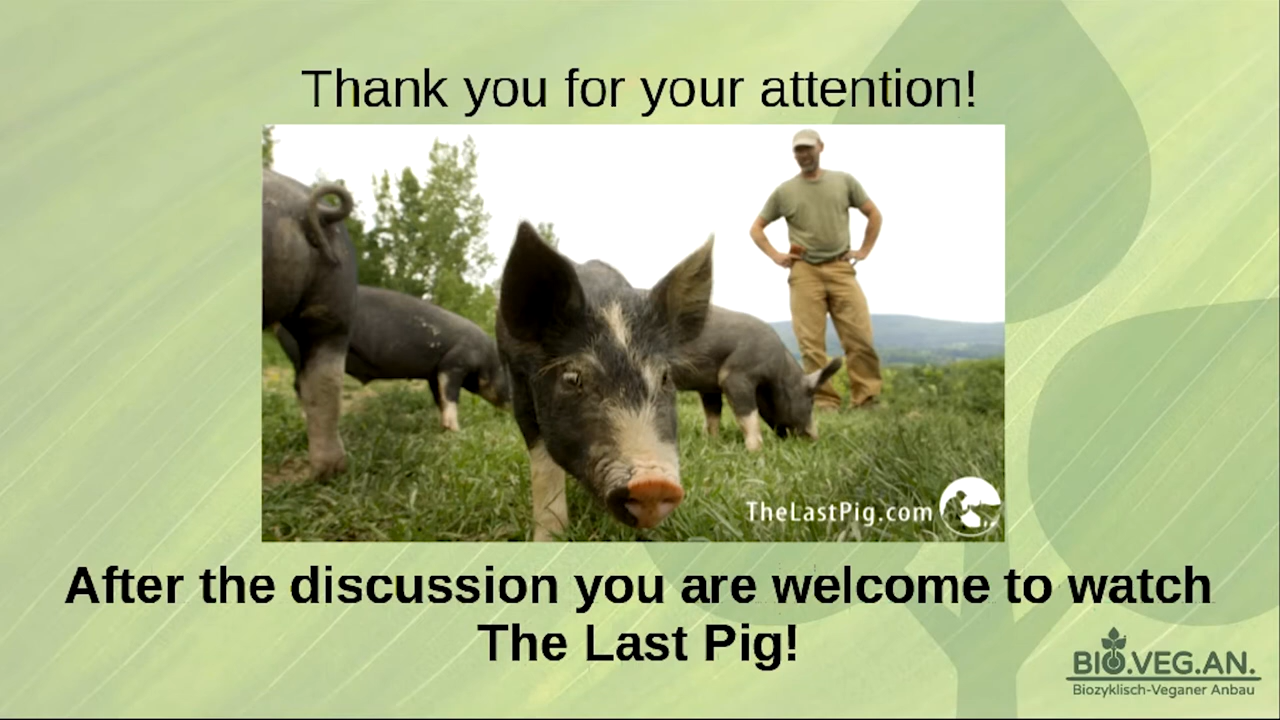 Thank you for your attention!
TheLastPig.com
After the discussion you are welcome to watch
The Last Pig!
BIO.VEG.AN.
Biozyklisch-Veganer Anbau